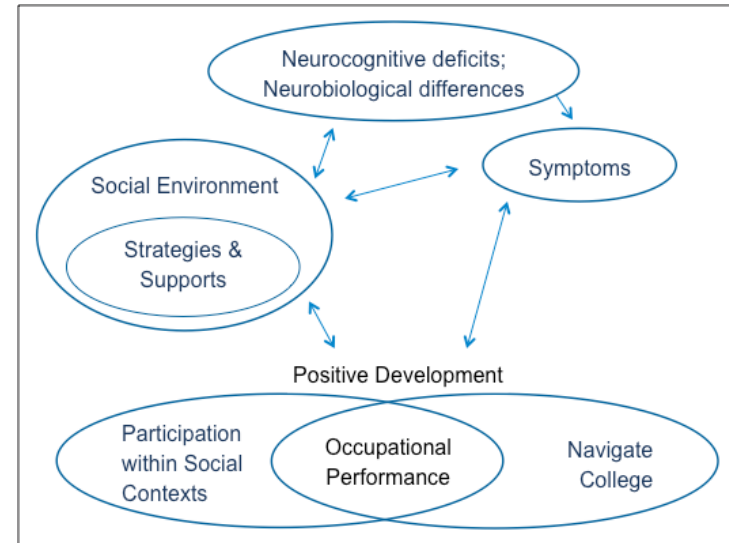 Neurocognitive deficits;
Neurobiological differences
Symptoms
Social Environment
Strategies &
Supports
Positive Development
Participation
within Social
Contexts
Occupational
Performance
Navigate
College